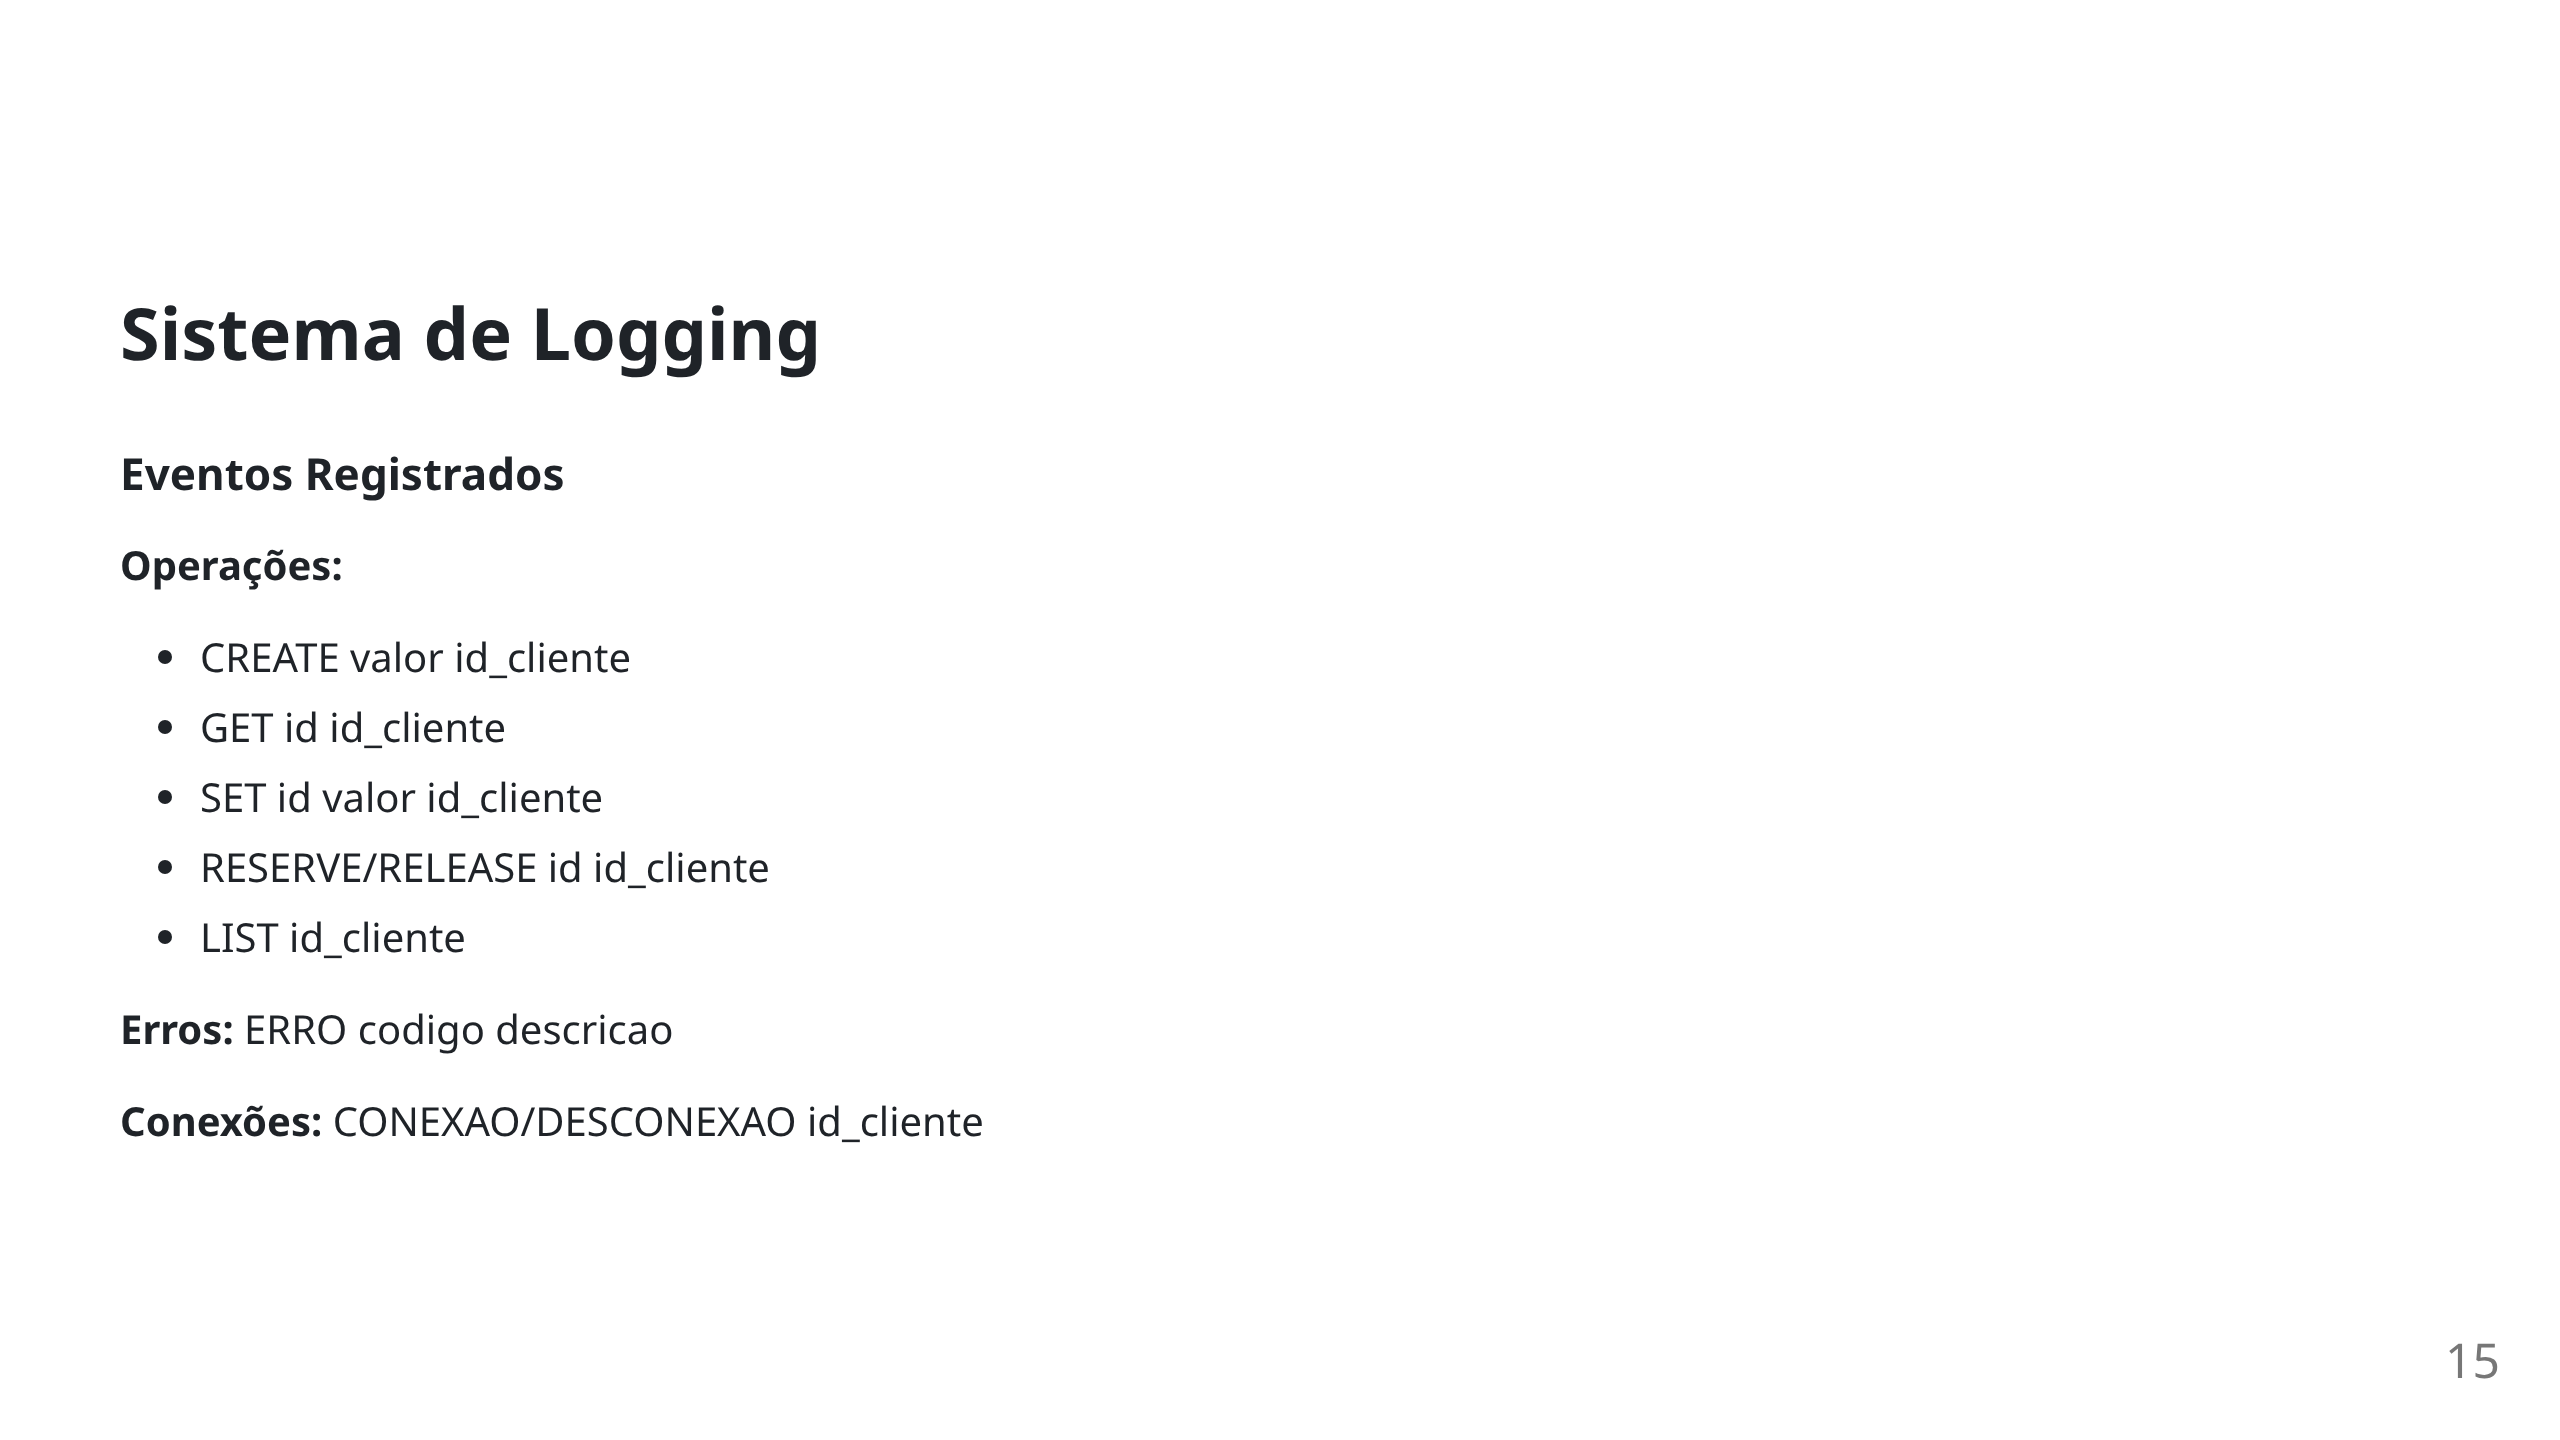 Sistema de Logging
Eventos Registrados
Operações:
• CREATE valor id_cliente
• GET id id_cliente
• SET id valor id_cliente
• RESERVE/RELEASE id id_cliente
• LIST id_cliente
Erros: ERRO codigo descricao
Conexões: CONEXAO/DESCONEXAO id_cliente
15